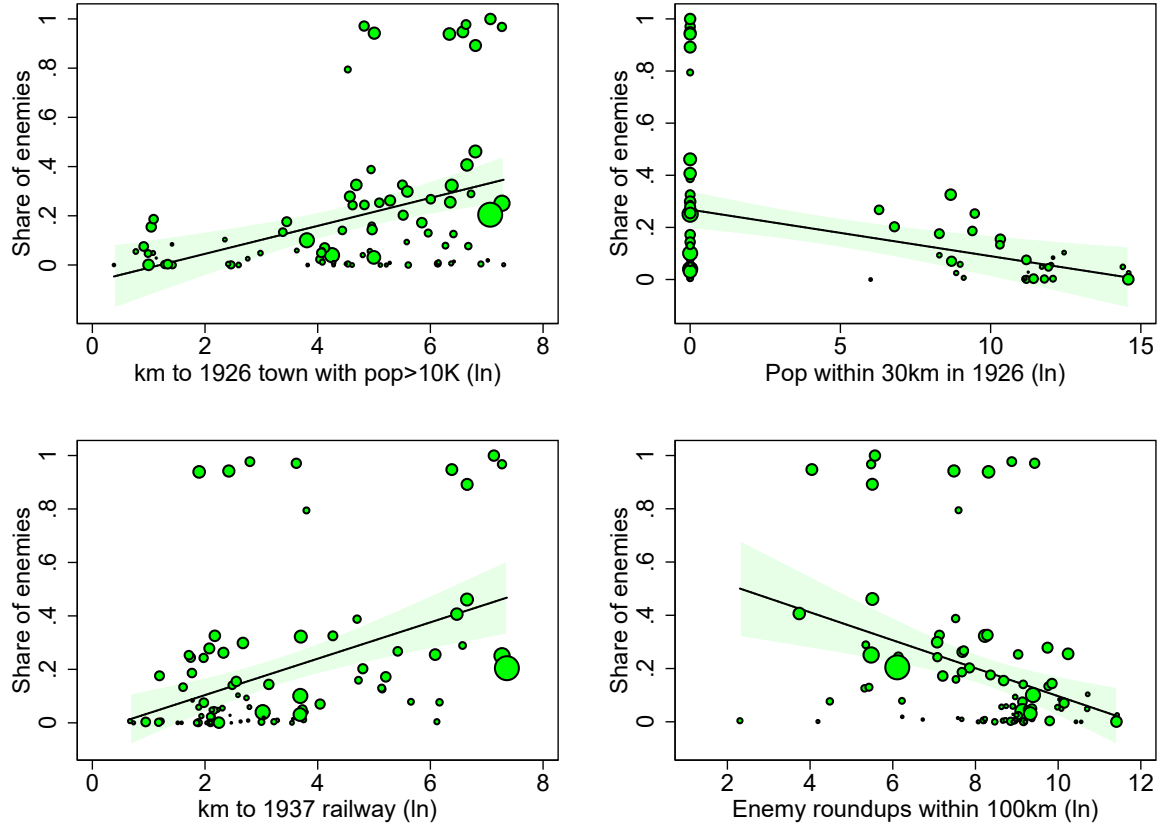 Share of enemies
0 .2 .4 .6 .8 1
0 2 4 6 8
km to 1926 town with pop>10K (ln)
Share of enemies
0 .2 .4 .6 .8 1
0 5 10 15
Pop within 30km in 1926 (ln)
Share of enemies
0 .2 .4 .6 .8 1
0 2 4 6 8
km to 1937 railway (ln)
Share of enemies
0 .2 .4 .6 .8 1
2 4 6 8 10 12
Enemy roundups within 100km (ln)